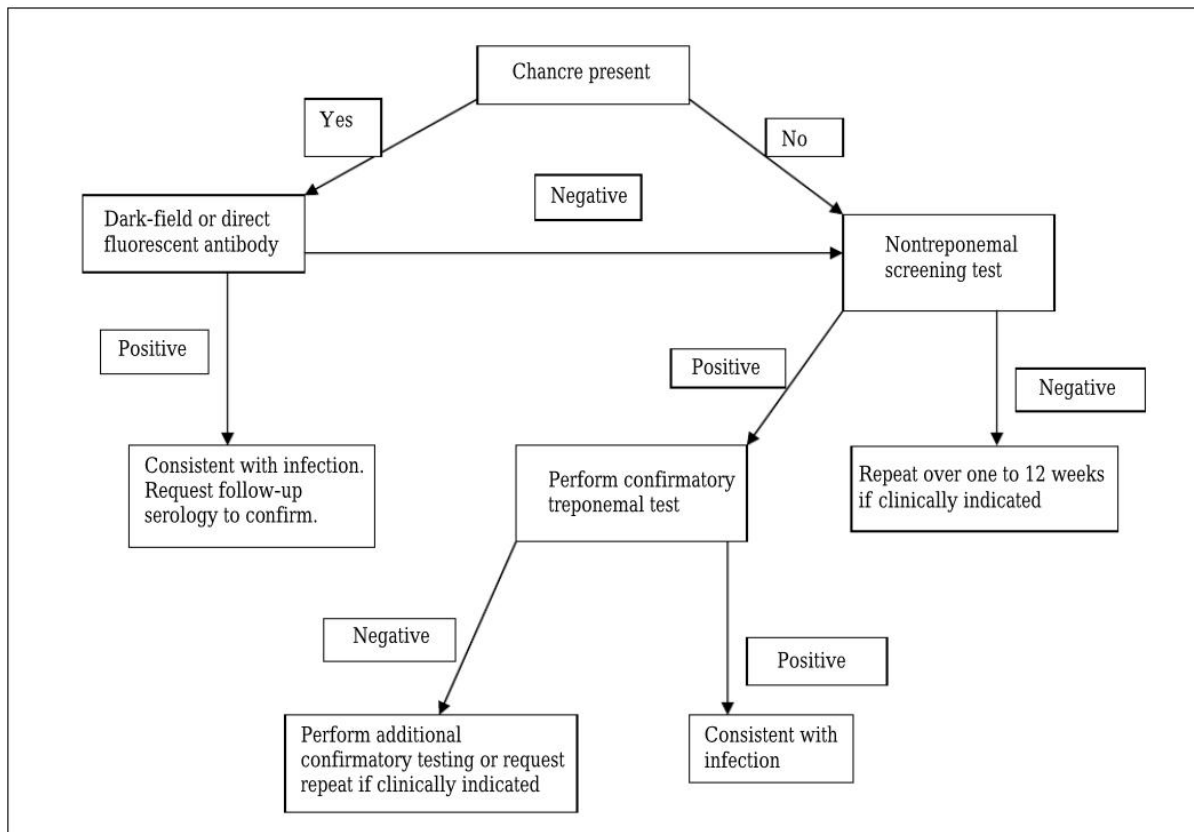 Chancre present
Yes
No
Negative
Dark-field or direct
fluorescent antibody
Nontreponemal
screening test
Positive
Positive
Negative
Consistent with infection.
Request follow-up
serology to confirm.
Perform confirmatory
treponemal test
Repeat over one to 12 weeks
if clinically indicated
Negative
Positive
Perform additional
confirmatory testing or request
repeat if clinically indicated
Consistent with
infection